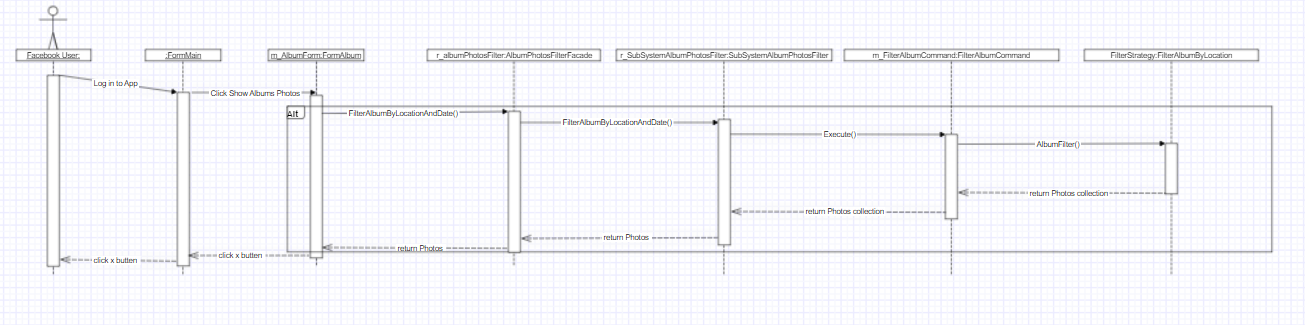 Facebook User:
:FormMain
m_AlbumForm:FormAlbum
r_albumPhotosFilter:AlbumPhotosFilterFacade
r_SubSystemAlbumPhotosFilter:SubSystemAlbumPhotosFilter
m_FilterAlbumCommand:FilterAlbumCommand
FilterStrategy:FilterAlbumByLocation
Log in to App
Click Show Albums Photos
Alt
FilterAlbumByLocationAndDate()
FilterAlbumByLocationAndDate()
Execute()
AlbumFilter()
return Photos collection
return Photos collection
return Photos
return Photos
click x butten
click x butten